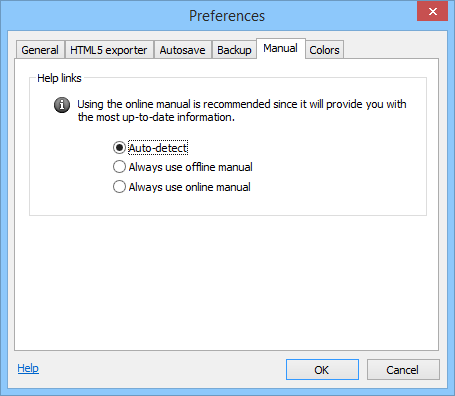 Preferences
General HTML5 exporter Autosave Backup Manual Colors
Help links
Using the online manual is recommended since it will provide you with
the most up-to-date information.
Auto-detect
Always use offline manual
Always use online manual
Help OK Cancel